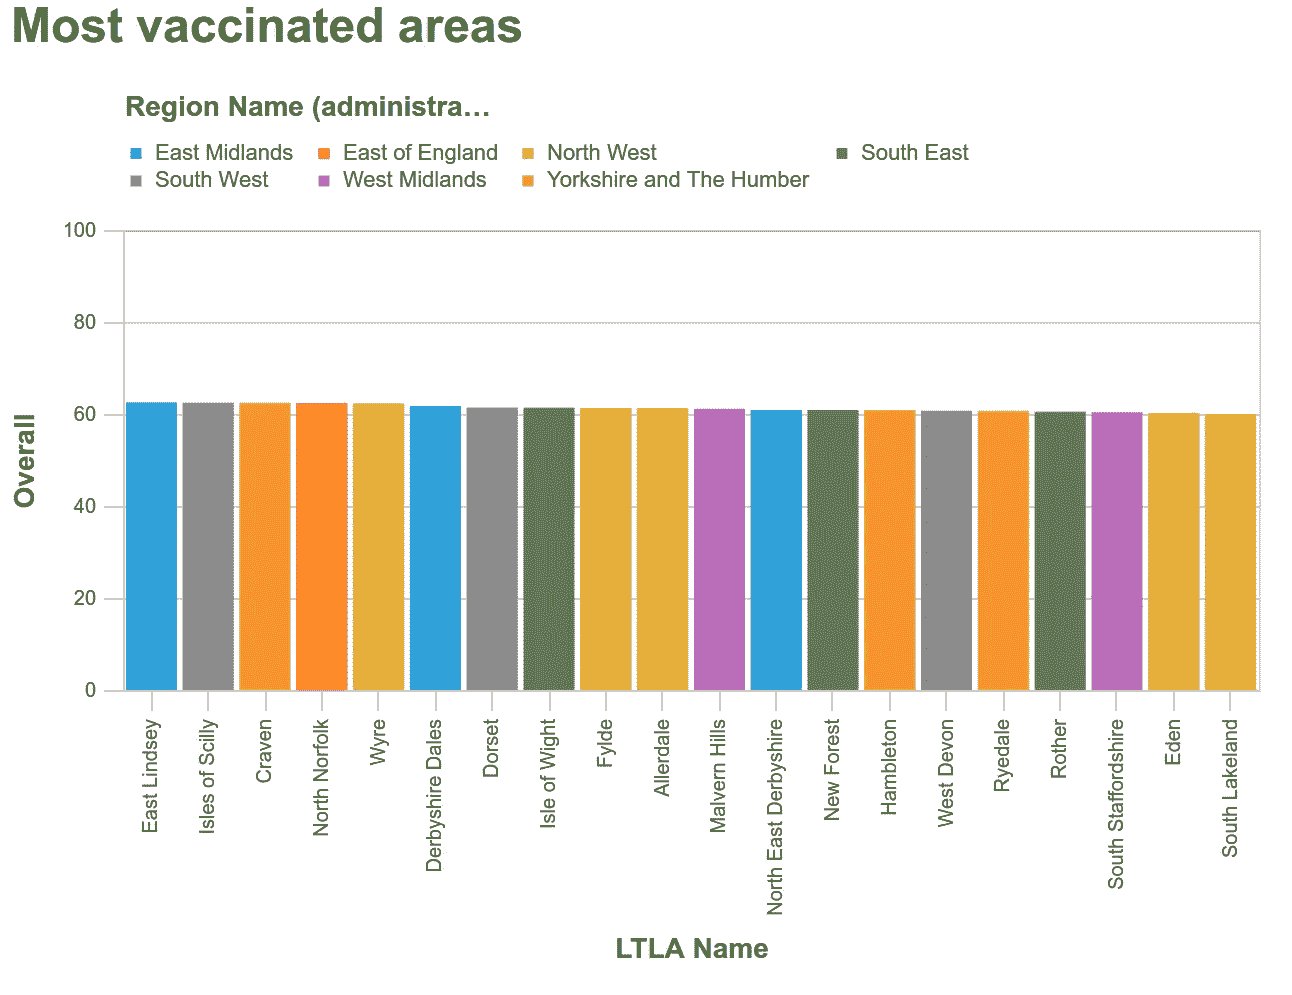 Most vaccinated areas
Region Name (administra…
East Midlands East of England North West South East
South West West Midlands Yorkshire and The Humber
100
80
60
40
20
0
Overall
East Lindsey
Isles of Scilly
Craven
North Norfolk
Wyre
Derbyshire Dales
Dorset
Isle of Wight
Fylde
Allerdale
Malvern Hills
North East Derbyshire
New Forest
Hambleton
West Devon
Ryedale
Rother
South Staffordshire
Eden
South Lakeland
LTLA Name